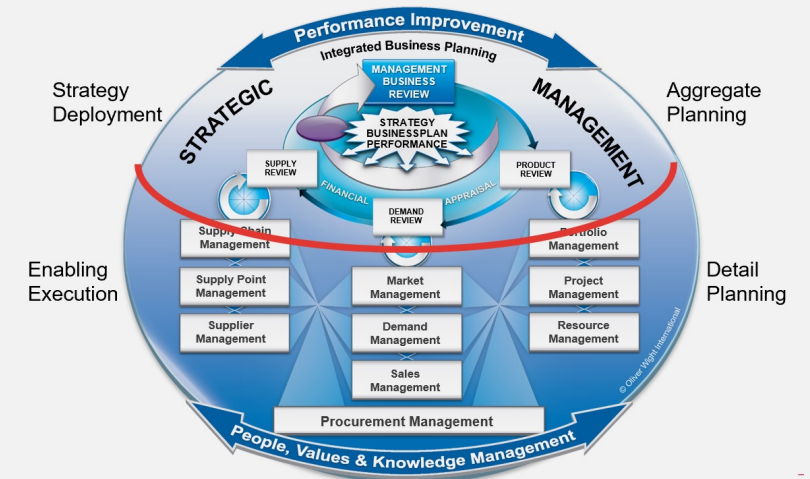 Performance Improvement
Integrated Business Planning
MANAGEMENT
BUSINESS
REVIEW
Strategy
Deployment
STRATEGIC
MANAGEMENT
Aggregate
Planning
STRATEGY
BUSINESSPLAN
PERFORMANCE
SUPPLY
REVIEW
PRODUCT
REVIEW
FINANCIAL
APPRAISAL
DEMAND
REVIEW
Supply Chain
Management
Portfolio
Management
Enabling
Execution
Supply Point
Management
Market
Management
Project
Management
Detail
Planning
Supplier
Management
Demand
Management
Resource
Management
Sales
Management
© Oliver Wight International
Procurement Management
People, Values & Knowledge Management